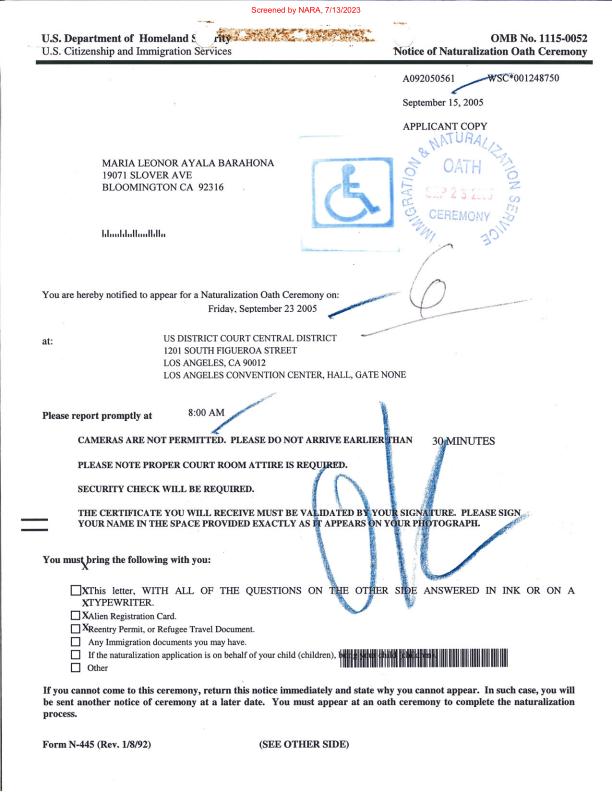 Screened by NARA, 7/13/2023
U.S. Department of Homeland S rity
U.S. Citizenship and Immigration Services
OMB No. 1115-0052
Notice of Naturalization Oath Ceremony
A092050561 WSC*001248750
September 15, 2005
APPLICANT COPY
MARIA LEONOR AYALA BARAHONA
19071 SLOVER AVE
BLOOMINGTON CA 92316
IMMIGRATION & NATURALIZATION SERVICE
OATH
SEP 23
CEREMONY
6
You are hereby notified to appear for a Naturalization Oath Ceremony on:
Friday, September 23 2005
at:
US DISTRICT COURT CENTRAL DISTRICT
1201 SOUTH FIGUEROA STREET
LOS ANGELES, CA 90012
LOS ANGELES CONVENTION CENTER, HALL, GATE NONE
Please report promptly at 8:00 AM
CAMERAS ARE NOT PERMITTED. PLEASE DO NOT ARRIVE EARLIER THAN 30 MINUTES
PLEASE NOTE PROPER COURT ROOM ATTIRE IS REQUIRED.
SECURITY CHECK WILL BE REQUIRED.
THE CERTIFICATE YOU WILL RECEIVE MUST BE VALIDATED BY YOUR SIGNATURE. PLEASE SIGN
YOUR NAME IN THE SPACE PROVIDED EXACTLY AS IT APPEARS ON YOUR PHOTOGRAPH.
OK
You must bring the following with you:
X
XThis letter, WITH ALL OF THE QUESTIONS ON THE OTHER SIDE ANSWERED IN INK OR ON A
XTYPEWRITER.
XAlien Registration Card.
XReentry Permit, or Refugee Travel Document.
Any Immigration documents you may have.
If the naturalization application is on behalf of your child (children), bring your child (children).
Other
If you cannot come to this ceremony, return this notice immediately and state why you cannot appear. In such case, you will
be sent another notice of ceremony at a later date. You must appear at an oath ceremony to complete the naturalization
process.
Form N-445 (Rev. 1/8/92) (SEE OTHER SIDE)